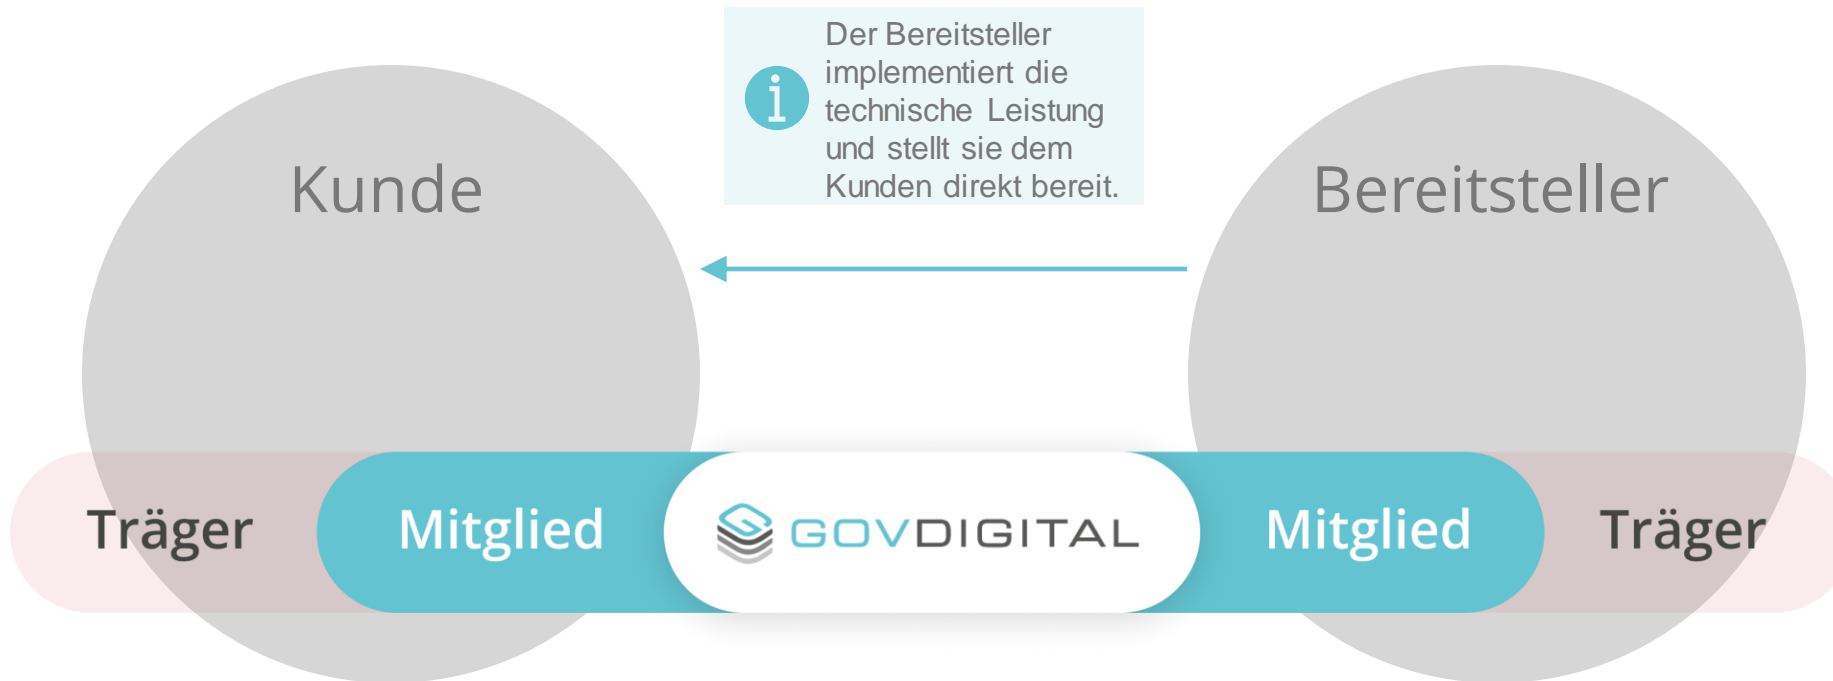 Der Bereitsteller
implementiert die
technische Leistung
und stellt sie dem
Kunden direkt bereit.
Kunde
Bereitsteller
Träger
Mitglied
GOVDIGITAL
Mitglied
Träger